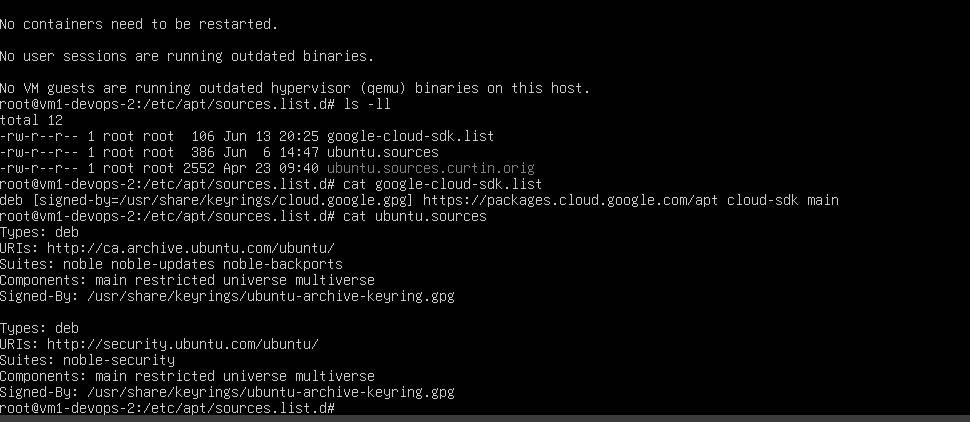 No containers need to be restarted.
No user sessions are running outdated binaries.
No VM guests are running outdated hypervisor (qemu) binaries on this host.
root@vm1-devops-2:/etc/apt/sources.list.d# ls -ll
total 12
-rw-r--r-- 1 root root  106 Jun 13 20:25 google-cloud-sdk.list
-rw-r--r-- 1 root root  386 Jun  6 14:47 ubuntu.sources
-rw-r--r-- 1 root root 2552 Apr 23 09:40 ubuntu.sources.curtin.orig
root@vm1-devops-2:/etc/apt/sources.list.d# cat google-cloud-sdk.list
deb [signed-by=/usr/share/keyrings/cloud.google.gpg] https://packages.cloud.google.com/apt cloud-sdk main
root@vm1-devops-2:/etc/apt/sources.list.d# cat ubuntu.sources
Types: deb
URIs: http://ca.archive.ubuntu.com/ubuntu/
Suites: noble noble-updates noble-backports
Components: main restricted universe multiverse
Signed-By: /usr/share/keyrings/ubuntu-archive-keyring.gpg
Types: deb
URIs: http://security.ubuntu.com/ubuntu/
Suites: noble-security
Components: main restricted universe multiverse
Signed-By: /usr/share/keyrings/ubuntu-archive-keyring.gpg
root@vm1-devops-2:/etc/apt/sources.list.d#